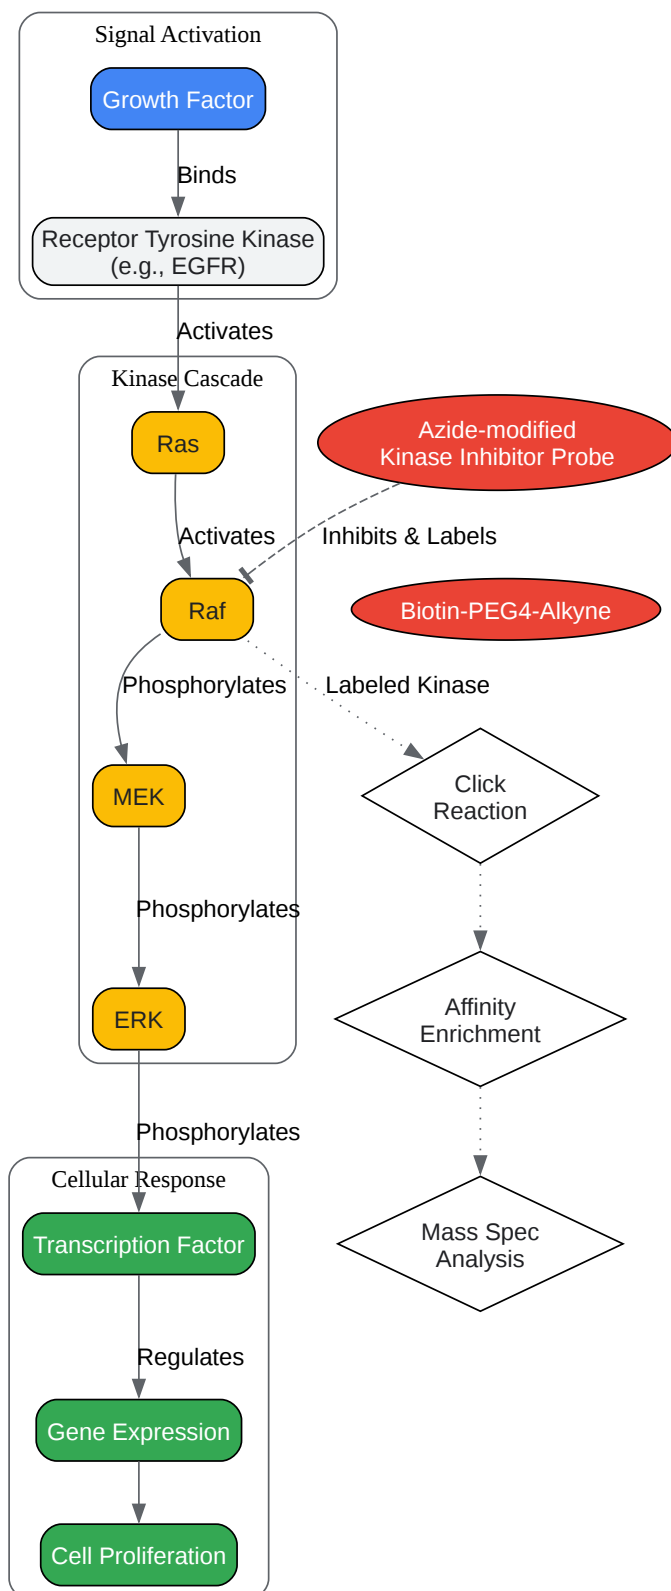 Signal Activation
Growth Factor
Binds
Receptor Tyrosine Kinase
(e.g., EGFR)
Activates
Kinase Cascade
Ras
Azide-modified
Kinase Inhibitor Probe
Activates
Inhibits & Labels
Raf
Biotin-PEG4-Alkyne
Phosphorylates
Labeled Kinase
MEK
Click
Reaction
Phosphorylates
ERK
Affinity
Enrichment
Phosphorylates
Cellular Response
Transcription Factor
Mass Spec
Analysis
Regulates
Gene Expression
Cell Proliferation